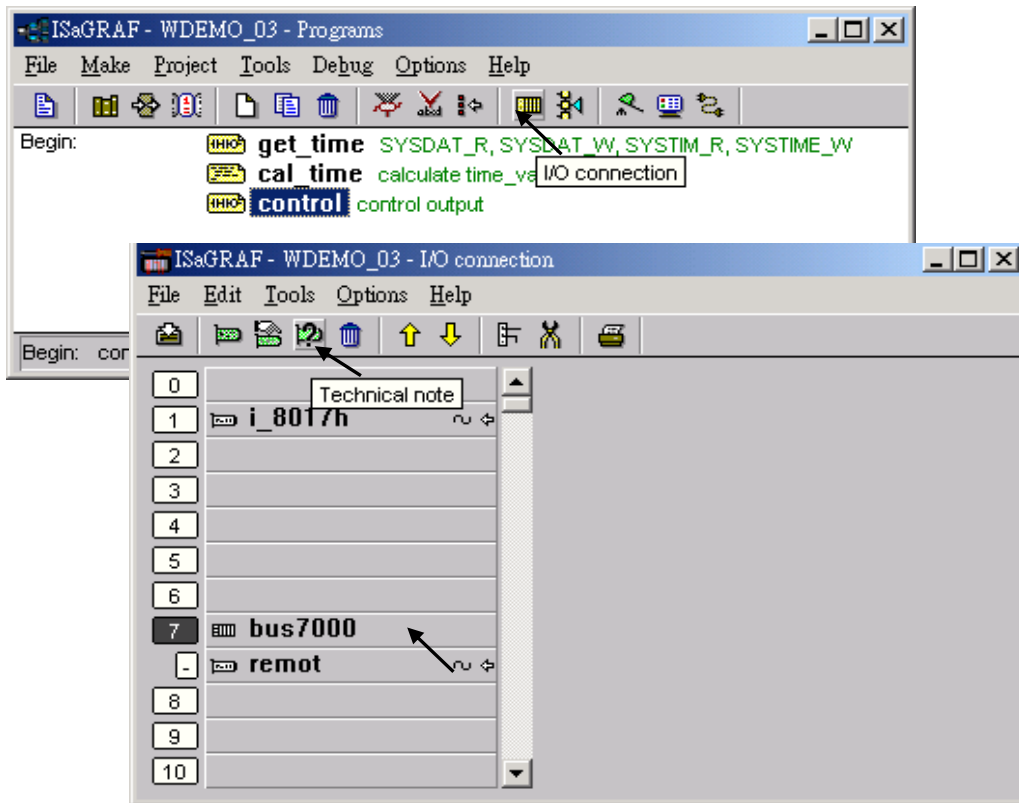 ISaGRAF - WDEMO_03 - Programs
File Make Project Tools Debug Options Help
Begin:
get_time SYSDAT_R, SYSDAT_W, SYSTIM_R, SYSTIME_W
cal_time calculate time_va
I/O connection
control control output
Begin: cor
ISaGRAF - WDEMO_03 - I/O connection
File Edit Tools Options Help
Technical note
0
1 i_8017h
2
3
4
5
6
7 bus7000
- remot
8
9
10